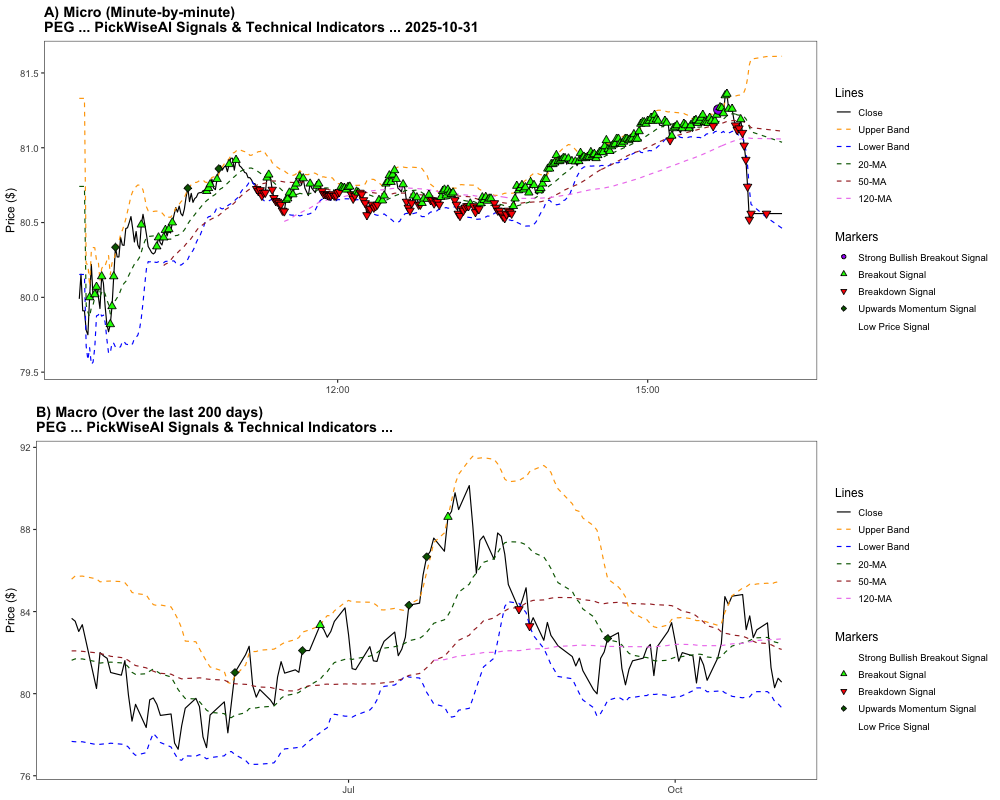 A) Micro (Minute-by-minute)
PEG ... PickWiseAI Signals & Technical Indicators ... 2025-10-31
Price ($)
81.5
81.0
80.5
80.0
79.5
12:00
15:00
Lines
Close
Upper Band
Lower Band
20-MA
50-MA
120-MA
Markers
Strong Bullish Breakout Signal
Breakout Signal
Breakdown Signal
Upwards Momentum Signal
Low Price Signal
B) Macro (Over the last 200 days)
PEG ... PickWiseAI Signals & Technical Indicators ...
Price ($)
92
88
84
80
76
Jul
Oct
Lines
Close
Upper Band
Lower Band
20-MA
50-MA
120-MA
Markers
Strong Bullish Breakout Signal
Breakout Signal
Breakdown Signal
Upwards Momentum Signal
Low Price Signal